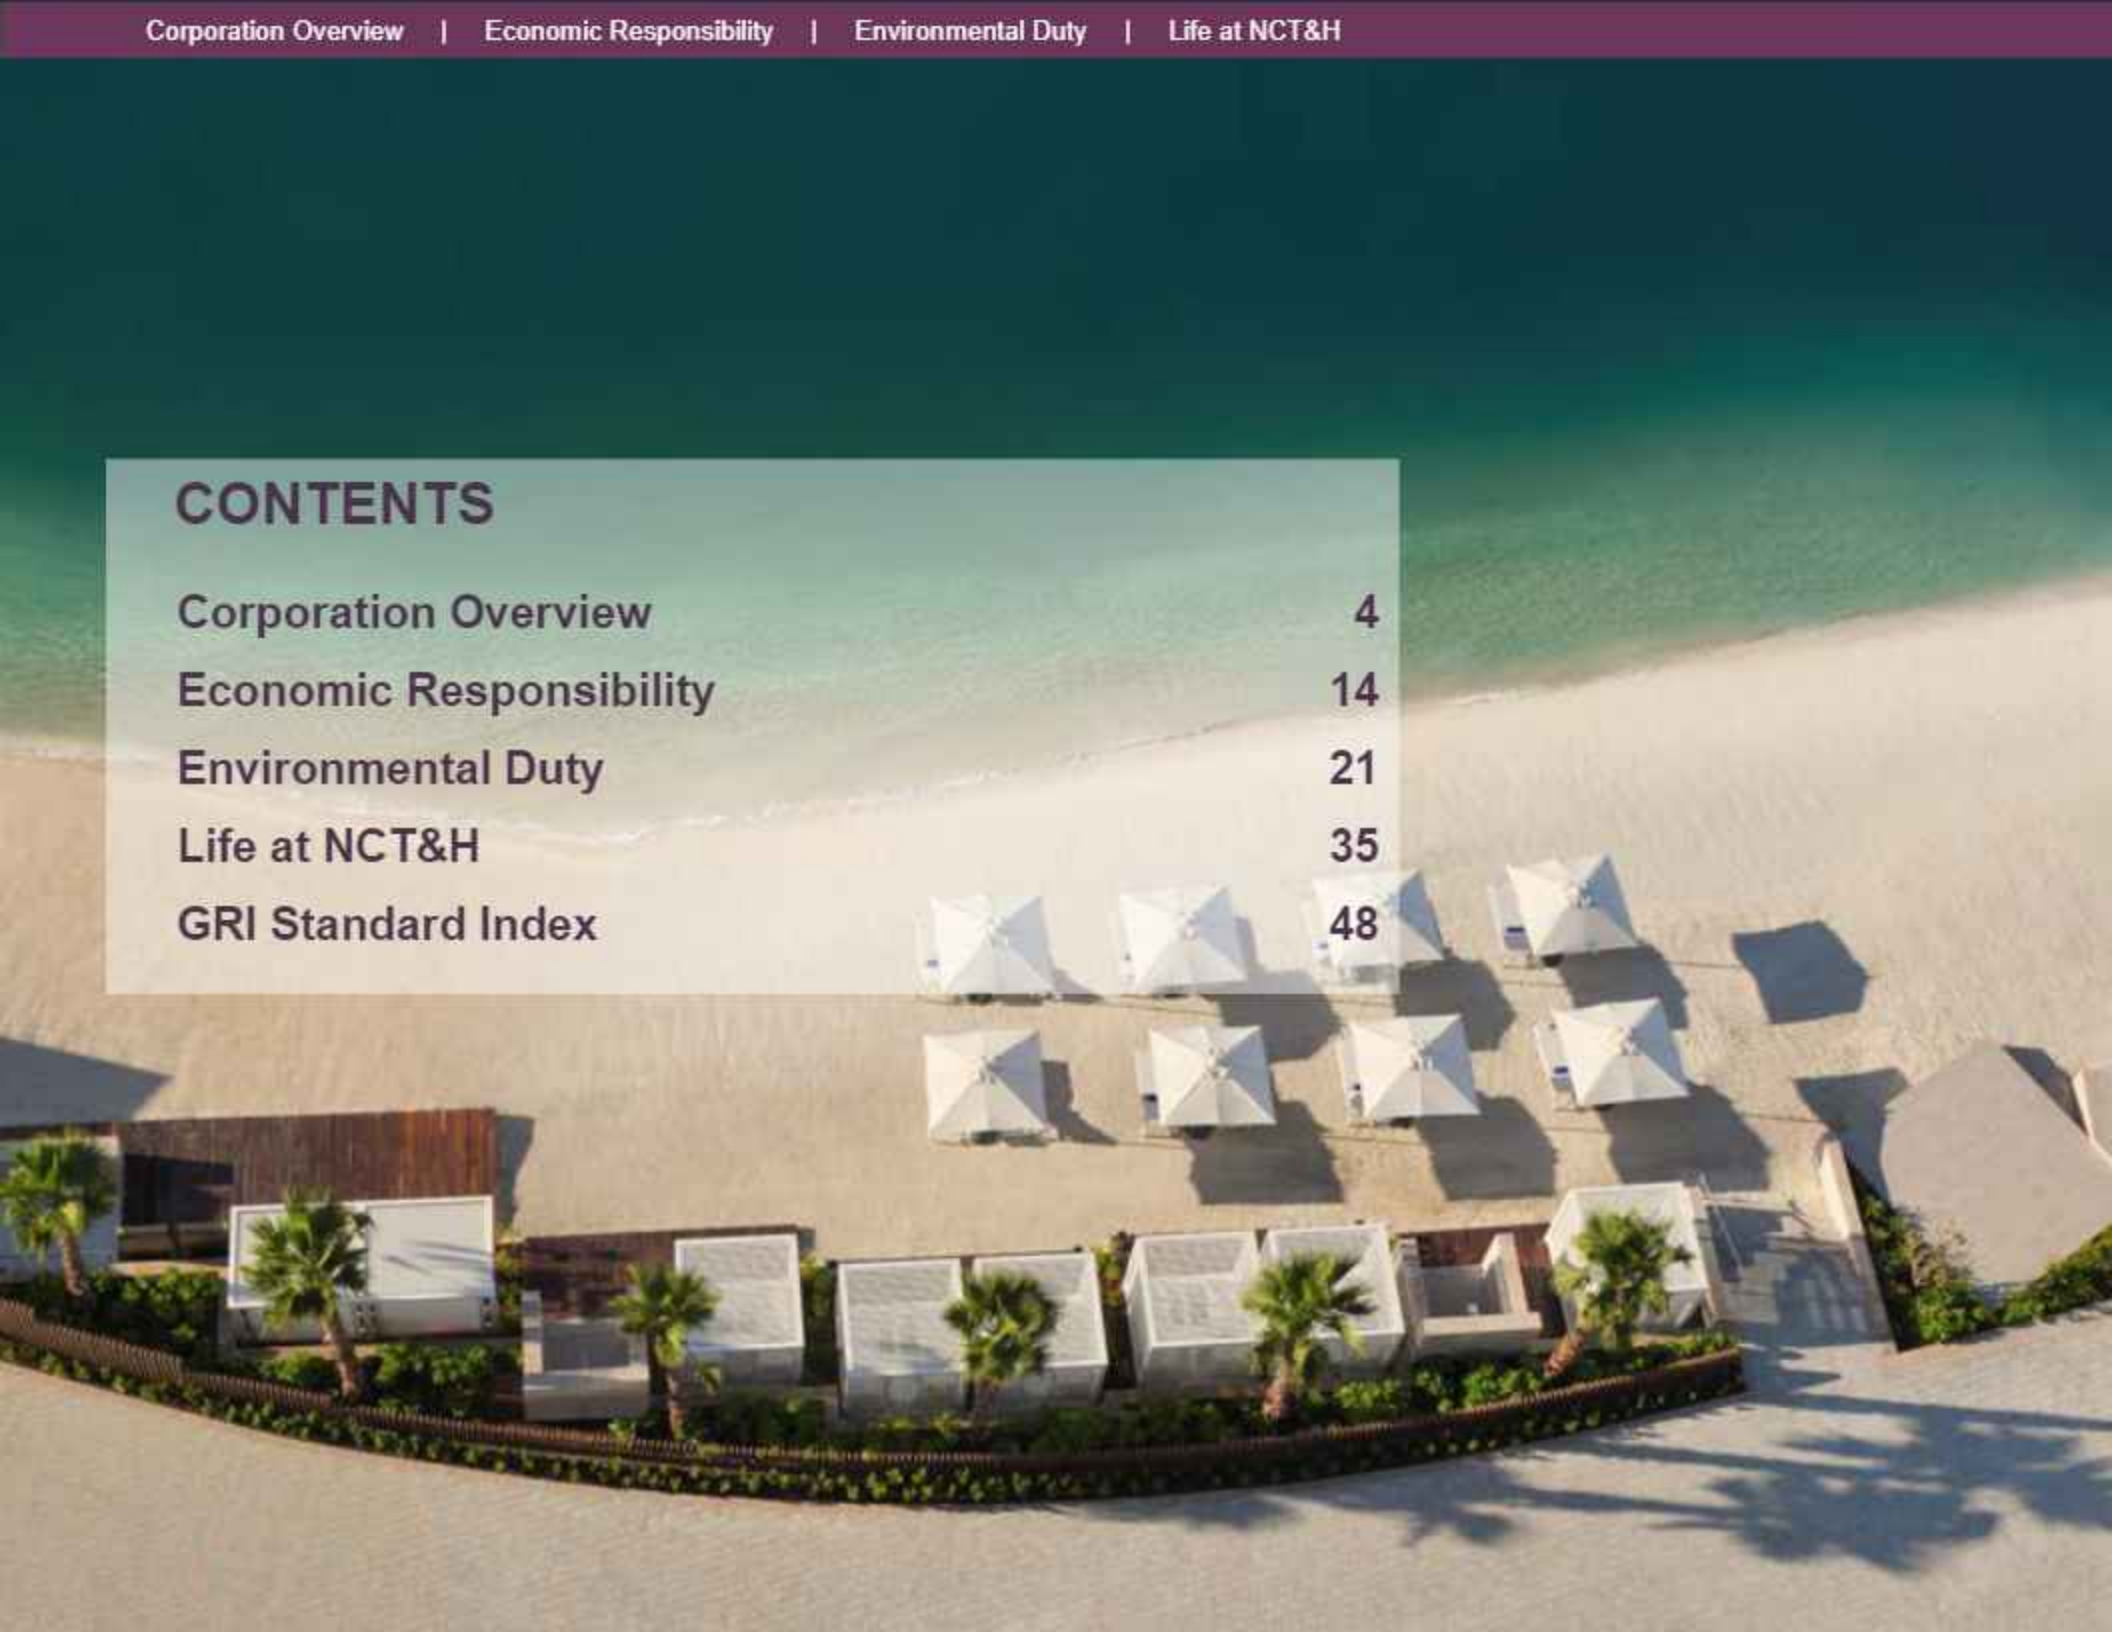 Corporation Overview | Economic Responsibility | Environmental Duty | Life at NCT&H
CONTENTS
Corporation Overview 4
Economic Responsibility 14
Environmental Duty 21
Life at NCT&H 35
GRI Standard Index 48